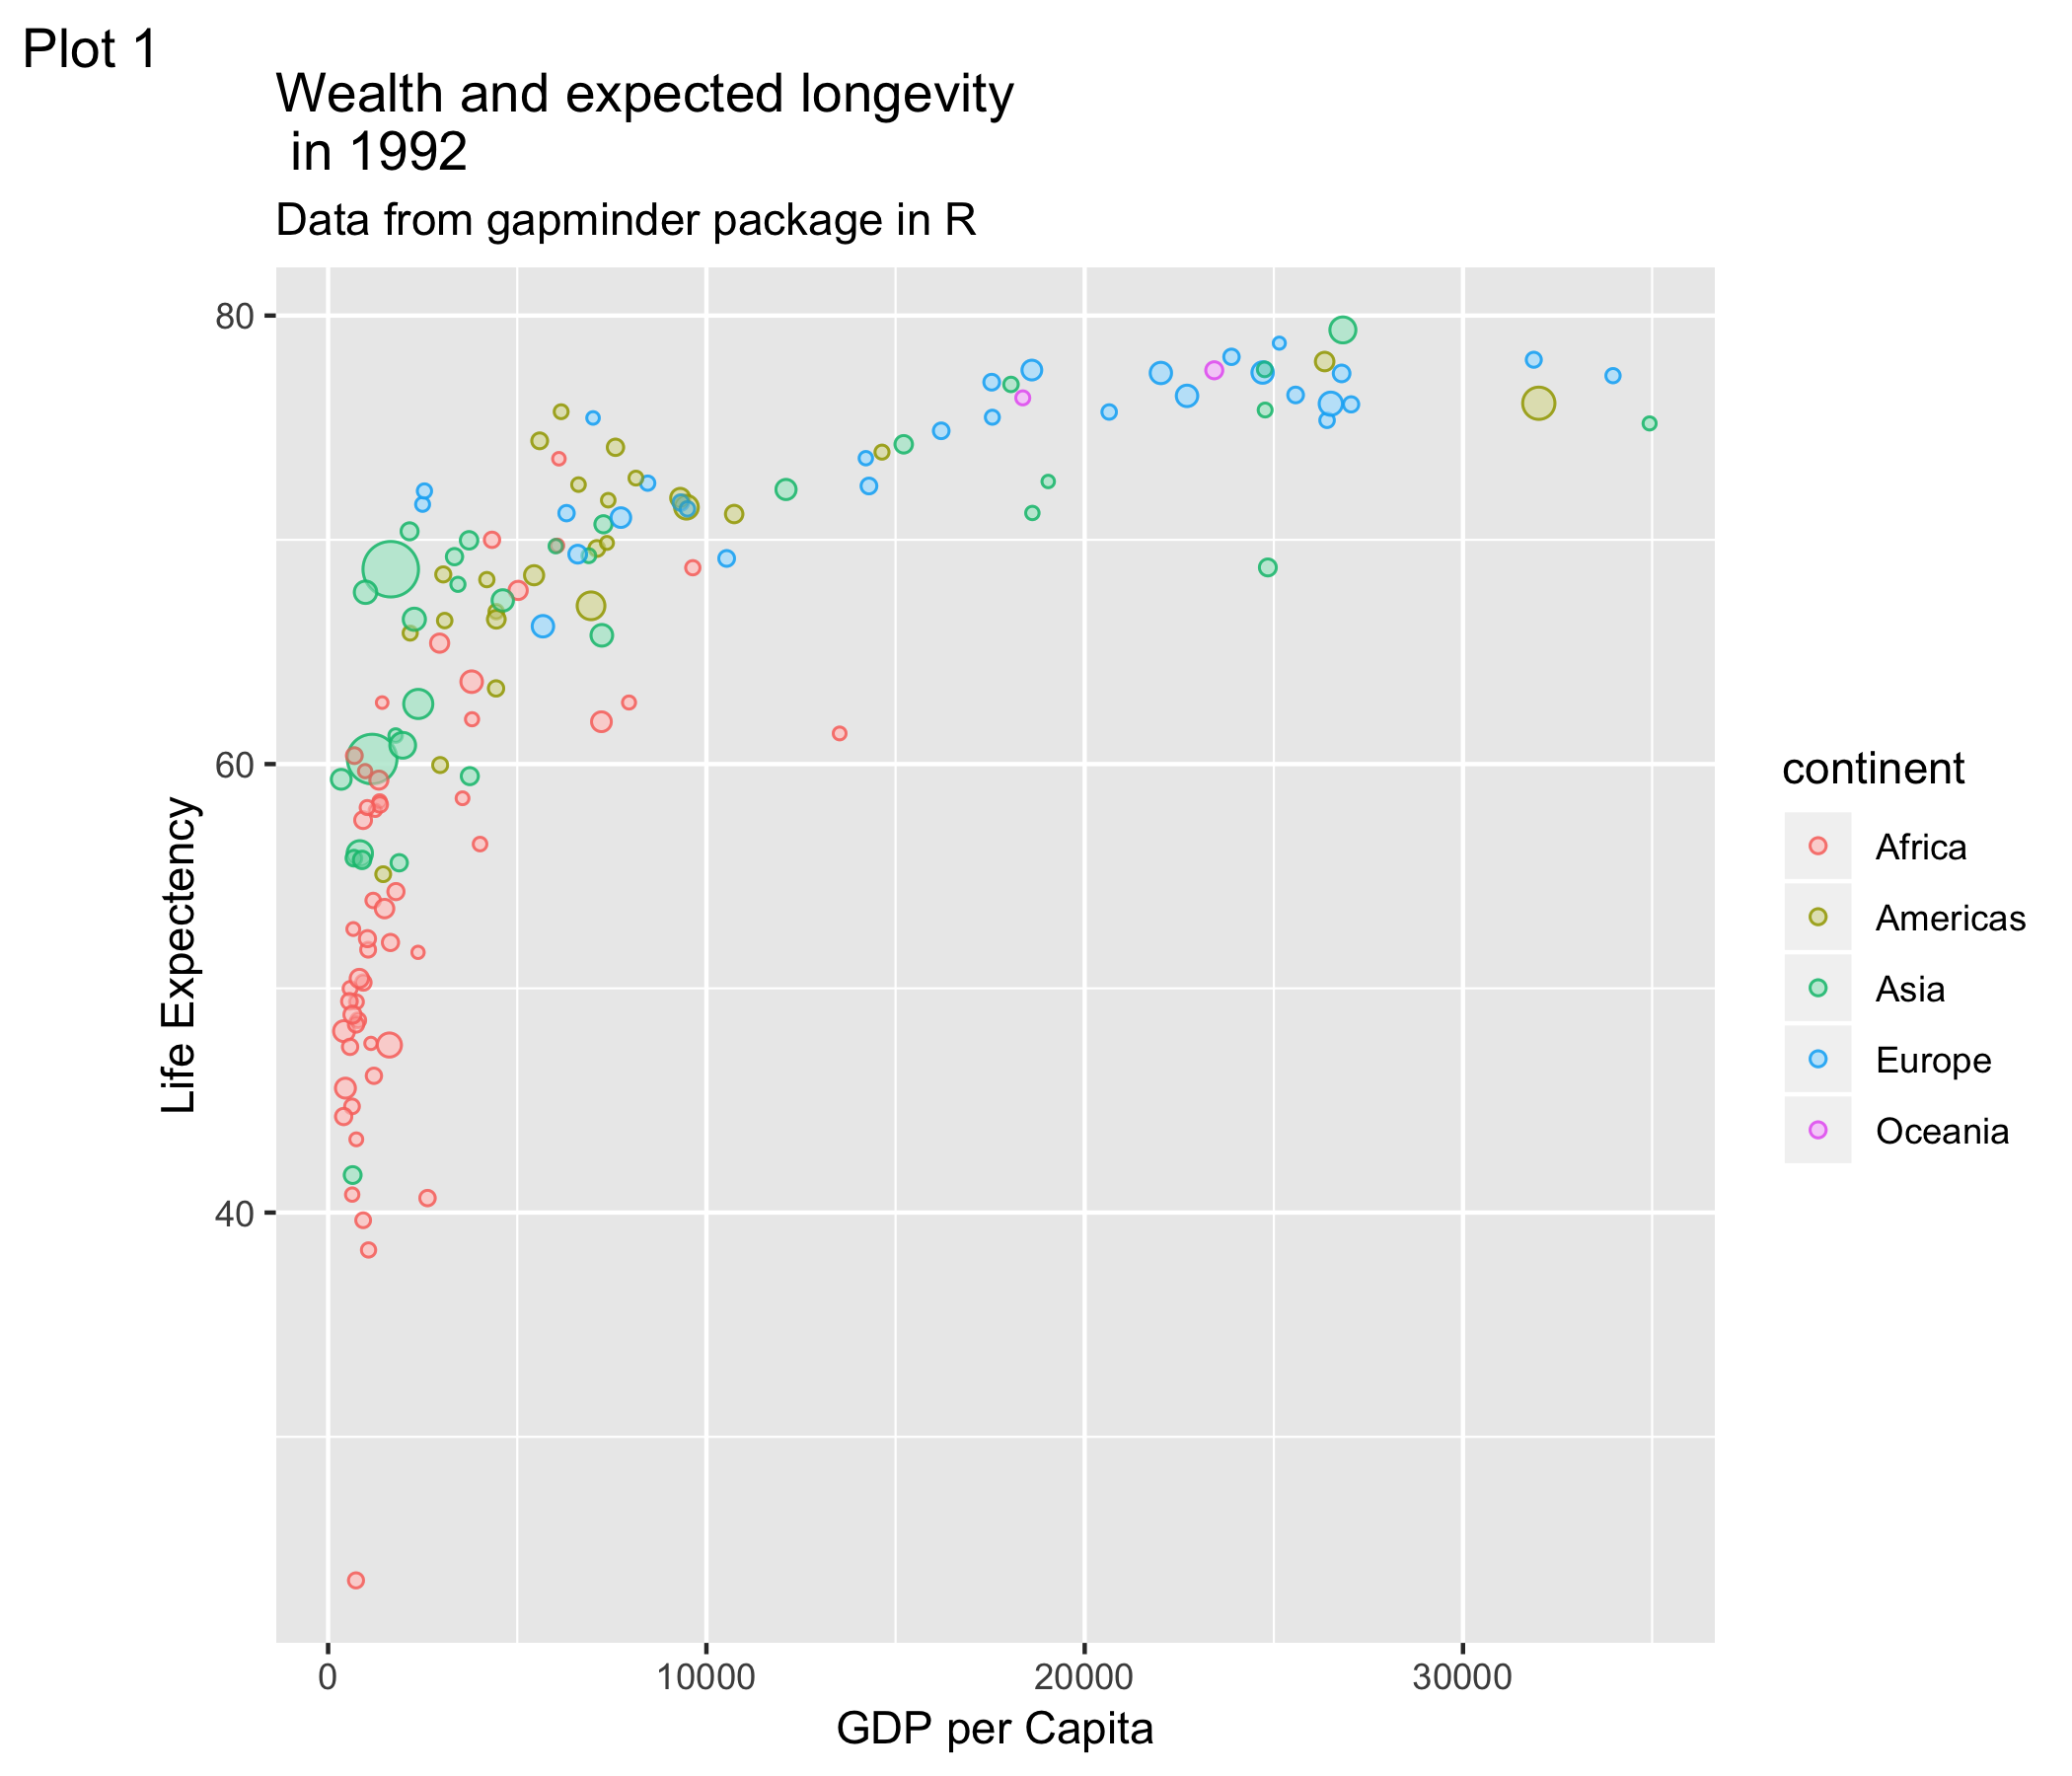 Plot 1
Wealth and expected longevity
in 1992
Data from gapminder package in R
80
60
40
Life Expectency
0 10000 20000 30000
GDP per Capita
continent
Africa
Americas
Asia
Europe
Oceania